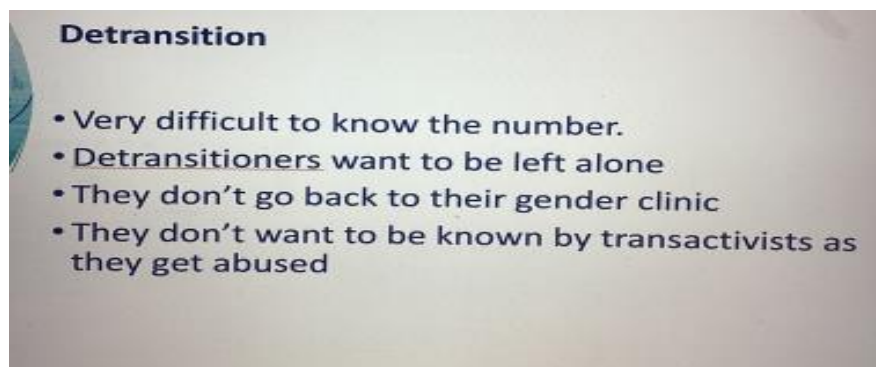 Detransition
• Very difficult to know the number.
• Detransitioners want to be left alone
• They don't go back to their gender clinic
• They don't want to be known by transactivists as
they get abused